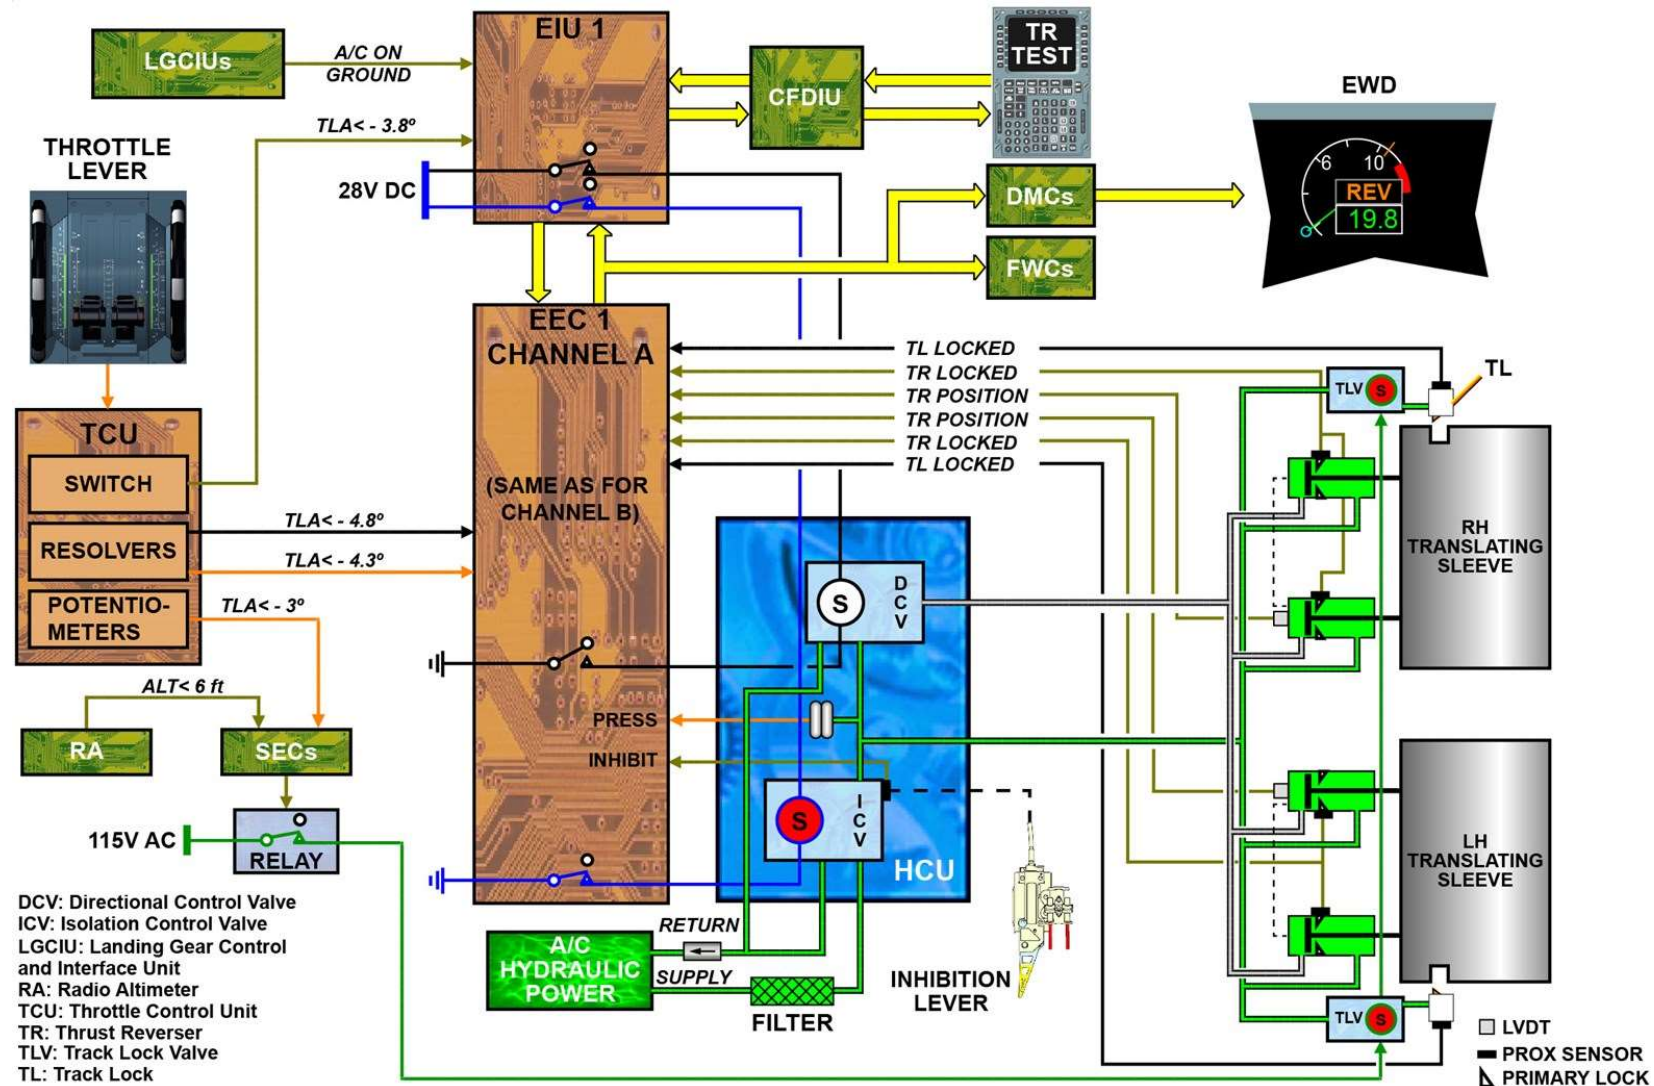 EIU 1
TR
TEST
LGCIUs
A/C ON
GROUND
CFDIU
EWD
TLA< - 3.8º
THROTTLE
LEVER
6
10
REV
19.8
28V DC
DMCs
FWCs
EEC 1
CHANNEL A
(SAME AS FOR
CHANNEL B)
TL LOCKED
TR LOCKED
TR POSITION
TR POSITION
TR LOCKED
TL LOCKED
TLV
S
TL
TCU
SWITCH
RESOLVERS
POTENTIO-
METERS
TLA< - 4.8º
TLA< - 4.3º
TLA< - 3º
RH
TRANSLATING
SLEEVE
S
D
C
V
ALT< 6 ft
RA
SECs
PRESS
INHIBIT
S
I
C
V
HCU
115V AC
RELAY
LH
TRANSLATING
SLEEVE
RETURN
A/C
HYDRAULIC
POWER
SUPPLY
FILTER
INHIBITION
LEVER
TLV
S
DCV: Directional Control Valve
ICV: Isolation Control Valve
LGCIU: Landing Gear Control
and Interface Unit
RA: Radio Altimeter
TCU: Throttle Control Unit
TR: Thrust Reverser
TLV: Track Lock Valve
TL: Track Lock
LVDT
PROX SENSOR
PRIMARY LOCK